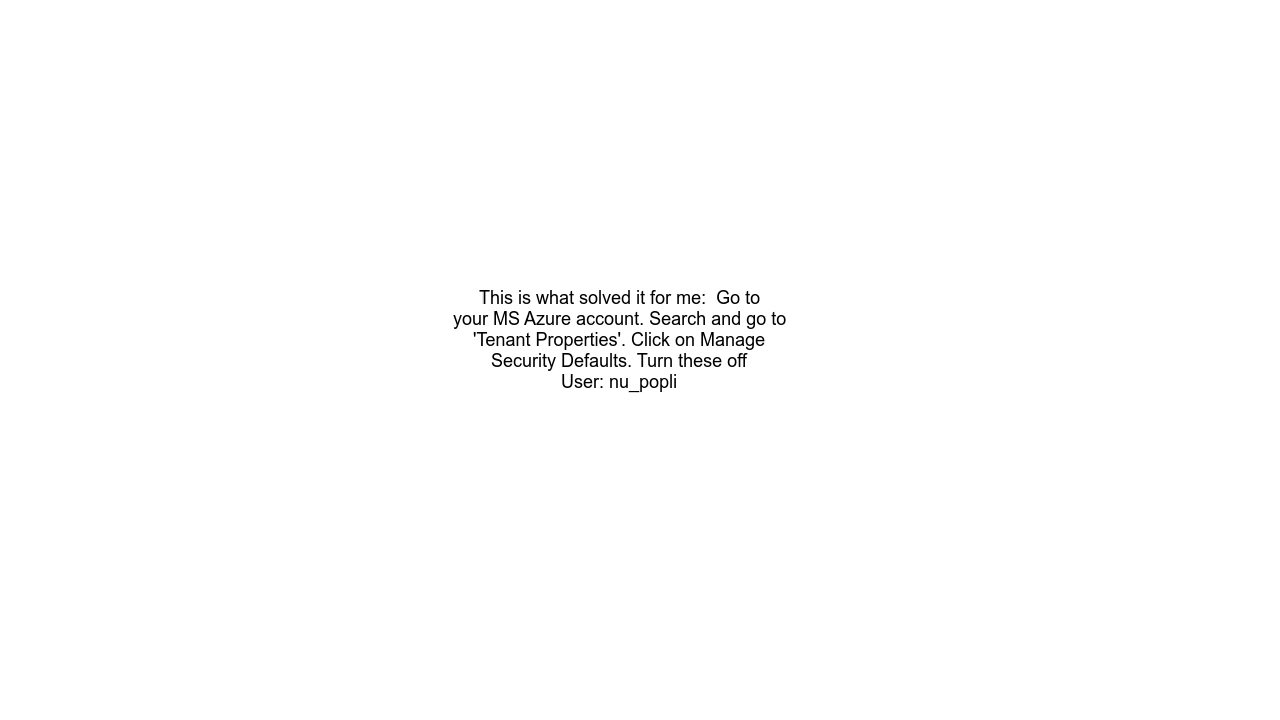 This is what solved it for me:  Go to
your MS Azure account. Search and go to
'Tenant Properties'. Click on Manage
Security Defaults. Turn these off
User: nu_popli